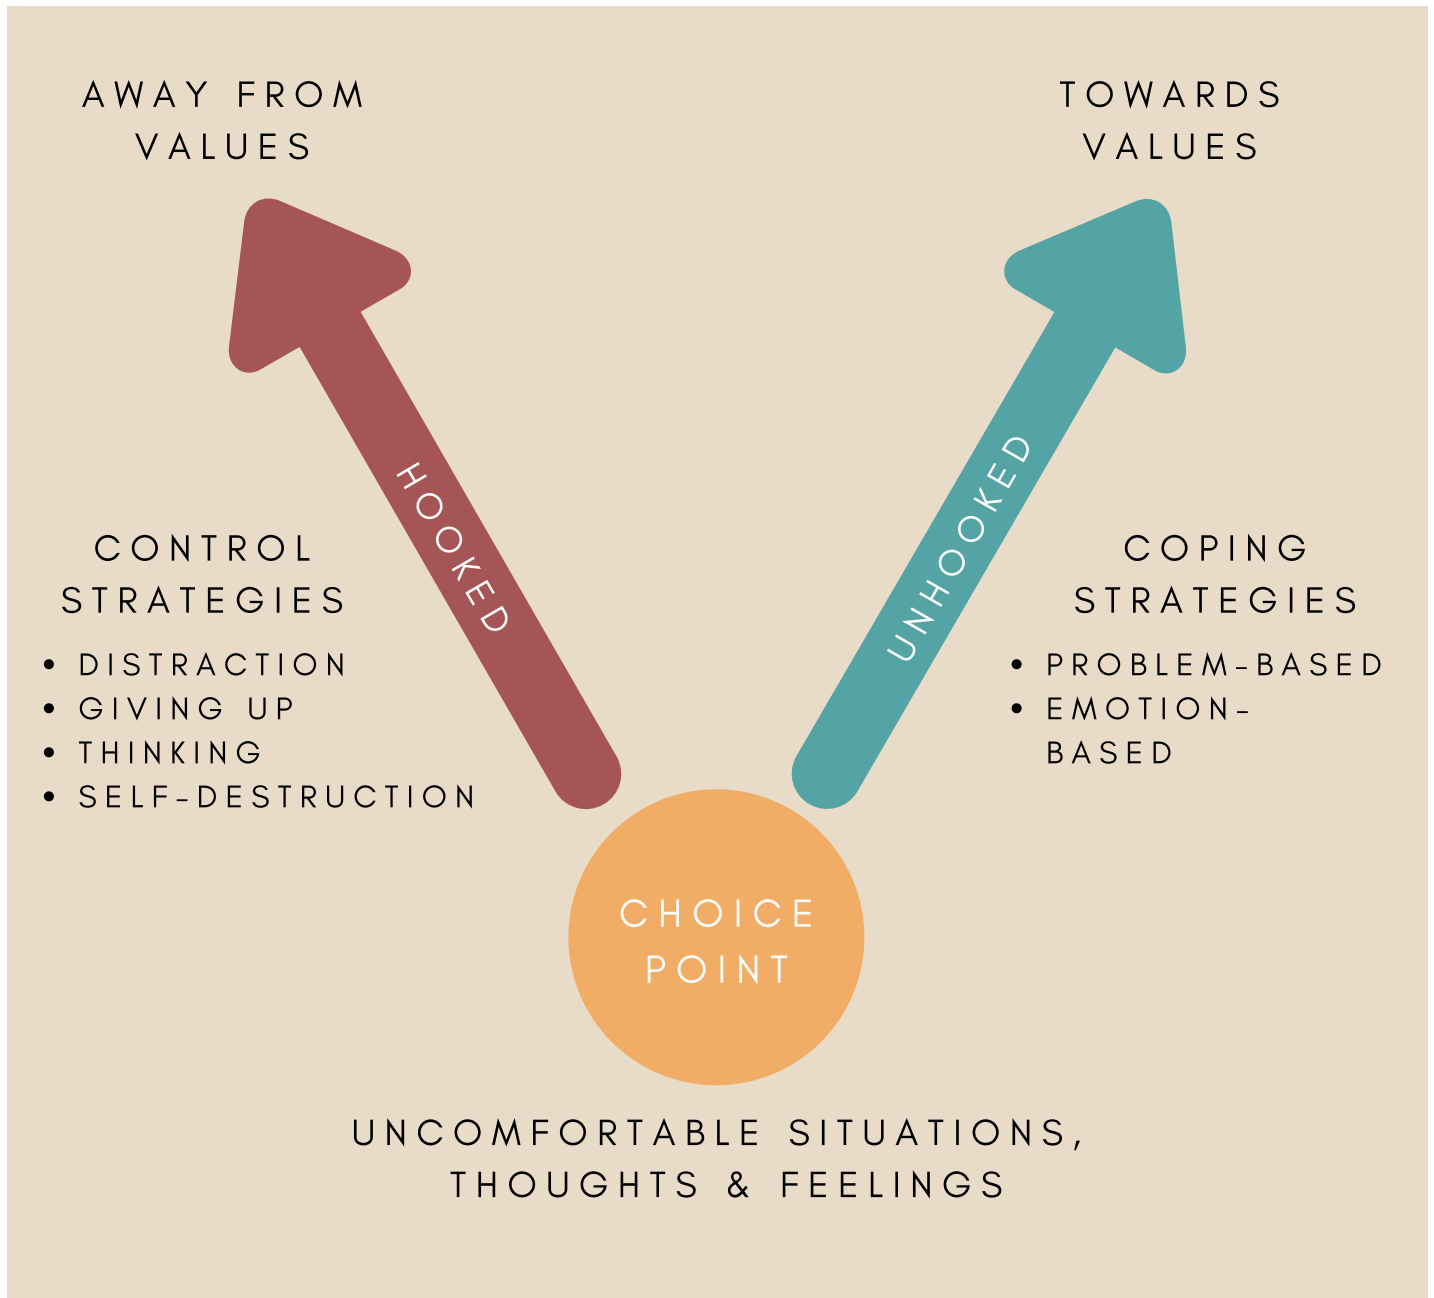 AWAY FROM
VALUES
TOWARDS
VALUES
HOOKED
UNHOOKED
CONTROL
STRATEGIES
• DISTRACTION
• GIVING UP
• THINKING
• SELF-DESTRUCTION
COPING
STRATEGIES
• PROBLEM-BASED
• EMOTION-
BASED
CHOICE
POINT
UNCOMFORTABLE SITUATIONS,
THOUGHTS & FEELINGS